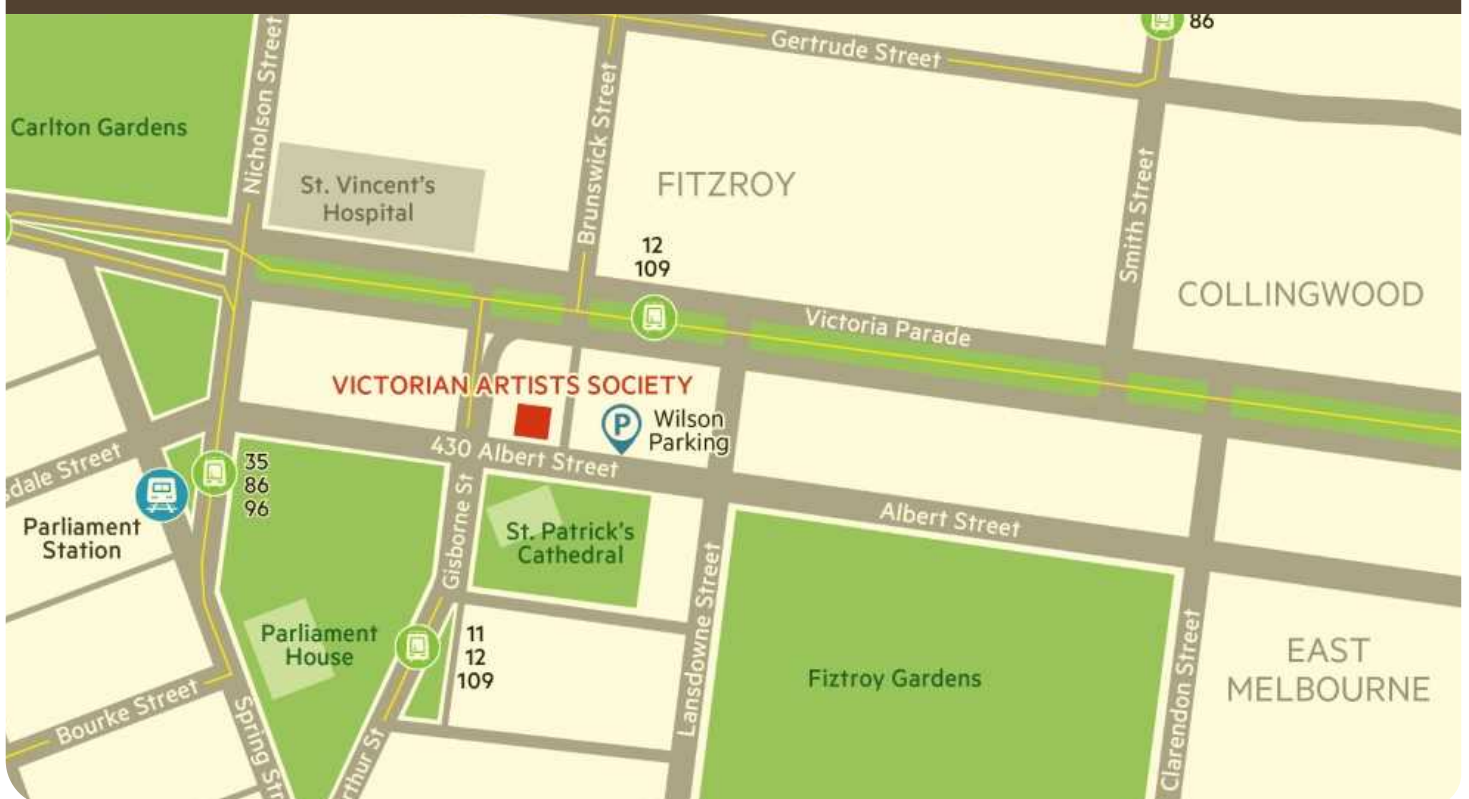 86
Gertrude Street
Nicholson Street
Brunswick Street
Carlton Gardens
St. Vincent's
Hospital
FITZROY
Smith Street
12
109
COLLINGWOOD
Victoria Parade
VICTORIAN ARTISTS SOCIETY
P
Wilson
Parking
430 Albert Street
sdale Street
35
86
96
Parliament
Station
Gisborne St
St. Patrick's
Cathedral
Albert Street
Lansdowne Street
Parliament
House
11
12
109
Fiztroy Gardens
Clarendon Street
EAST
MELBOURNE
Bourke Street
Spring Str
rthur St